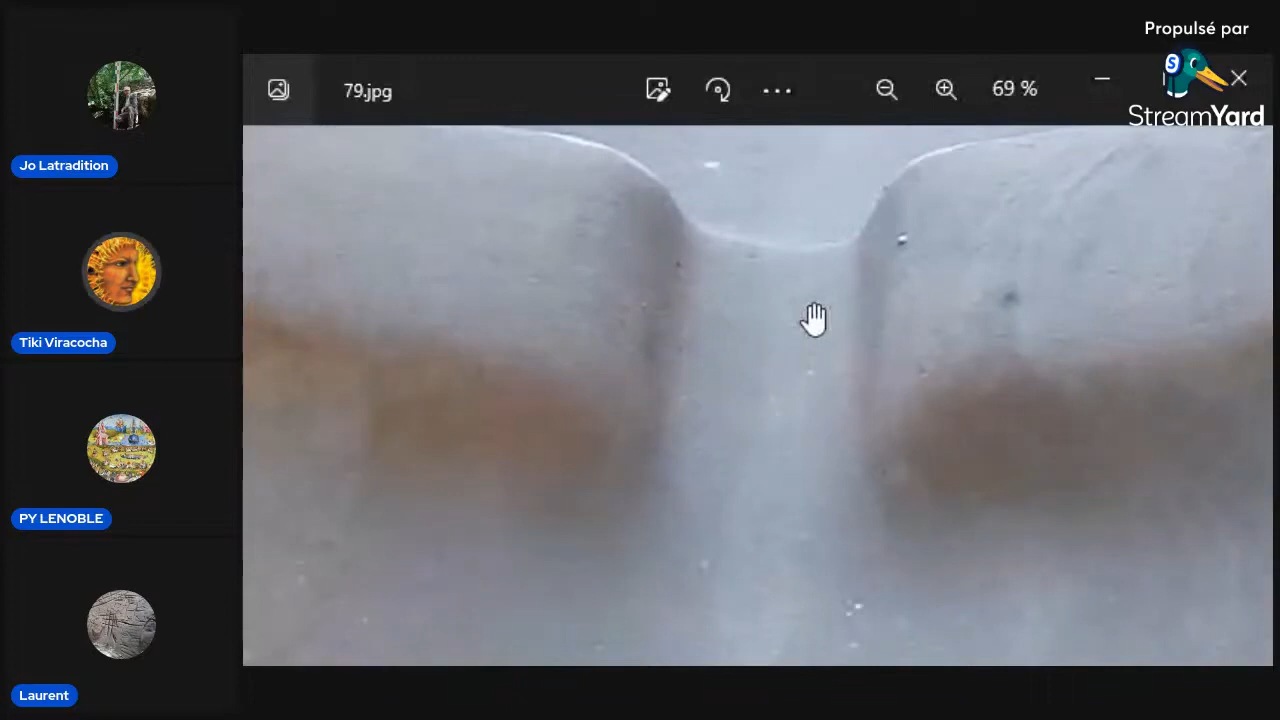 Propulsé par
StreamYard
79.jpg
69 %
Jo Latradition
Tiki Viracocha
PY LENOBLE
Laurent